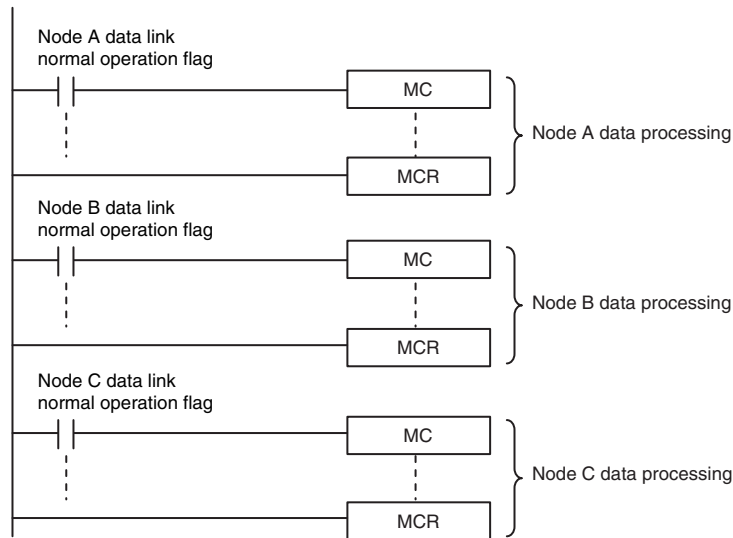 Node A data link
normal operation flag
MC
Node A data processing
MCR
Node B data link
normal operation flag
MC
Node B data processing
MCR
Node C data link
normal operation flag
MC
Node C data processing
MCR